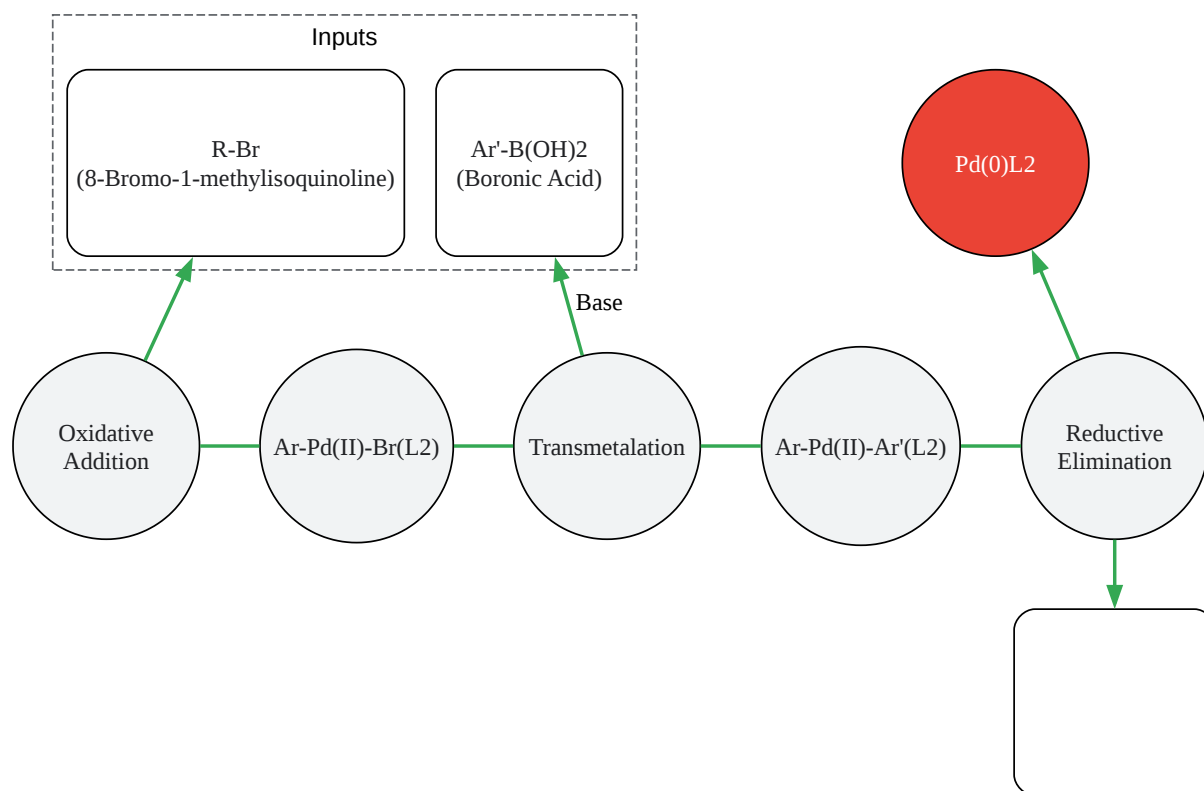 Inputs
R-Br
(8-Bromo-1-methylisoquinoline)
Ar'-B(OH)2
(Boronic Acid)
Pd(0)L2
Base
Oxidative
Addition
Ar-Pd(II)-Br(L2)
Transmetalation
Ar-Pd(II)-Ar'(L2)
Reductive
Elimination